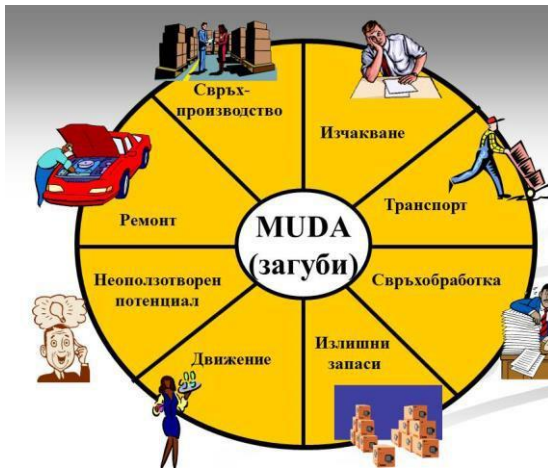 Свръх-
производство
Изчакване
Транспорт
Свръхобработка
Излишни
запаси
Движение
Неоползотворен
потенциал
Ремонт
MUDA
(загуби)